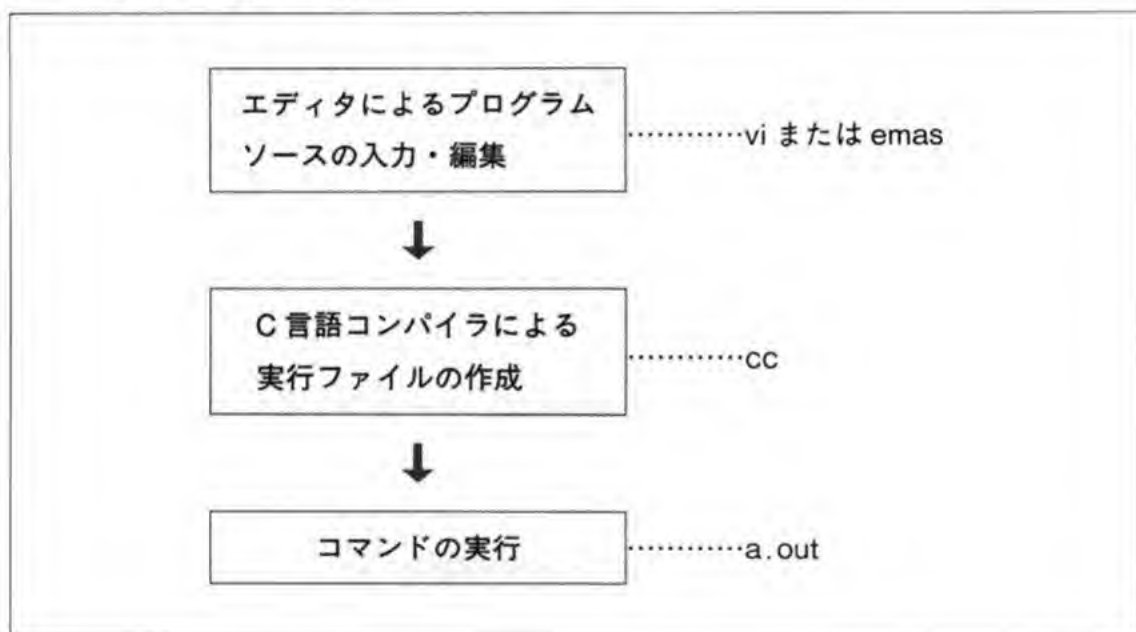 エディタによるプログラム
ソースの入力・編集
…………vi または emas
C 言語コンパイラによる
実行ファイルの作成
…………cc
コマンドの実行
…………a.out